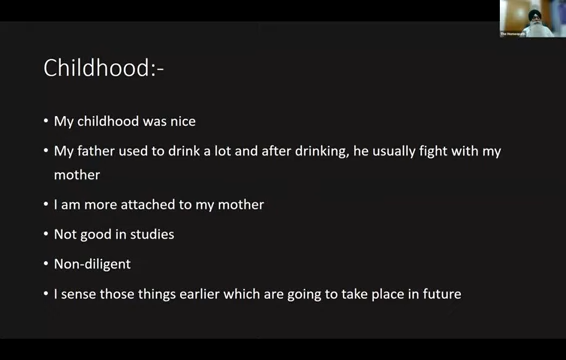 Childhood:-
• My childhood was nice
• My father used to drink a lot and after drinking, he usually fight with my
mother
• I am more attached to my mother
• Not good in studies
• Non-diligent
• I sense those things earlier which are going to take place in future